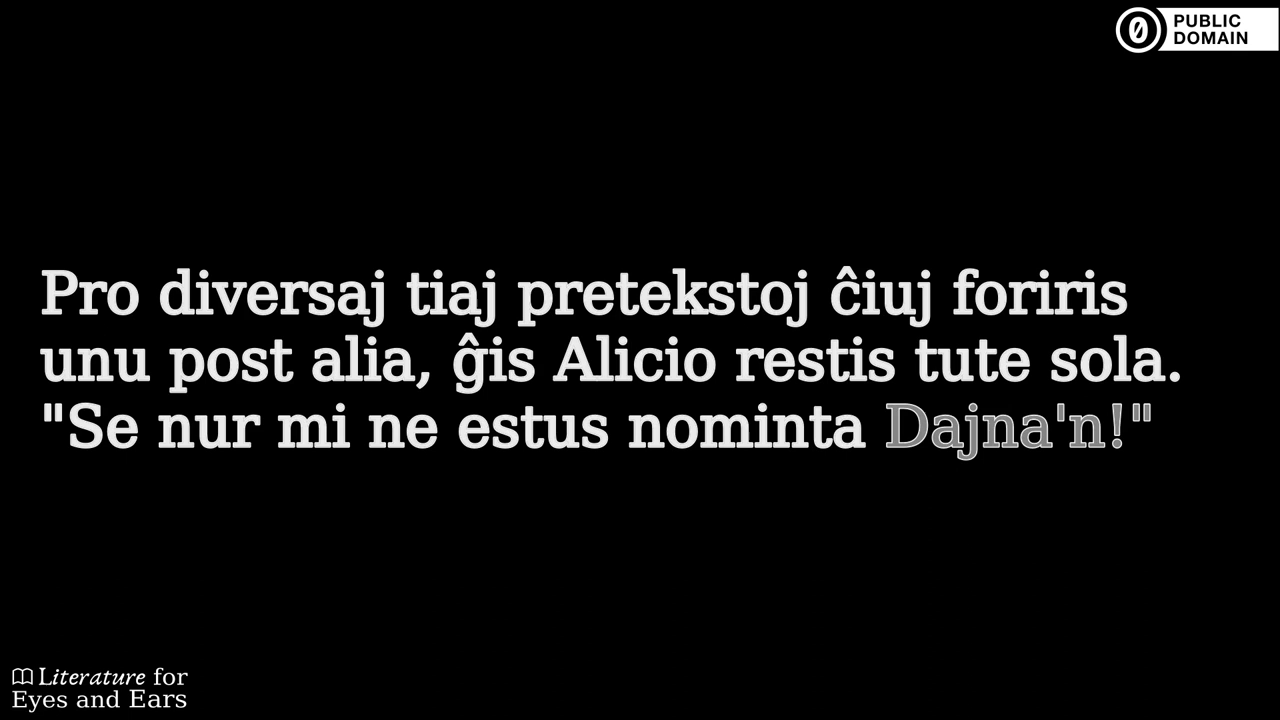 PUBLIC
DOMAIN
Pro diversaj tiaj pretekstoj ĉiuj foriris
unu post alia, ĝis Alicio restis tute sola.
"Se nur mi ne estus nominta Dajna'n!"
Literature for
Eyes and Ears